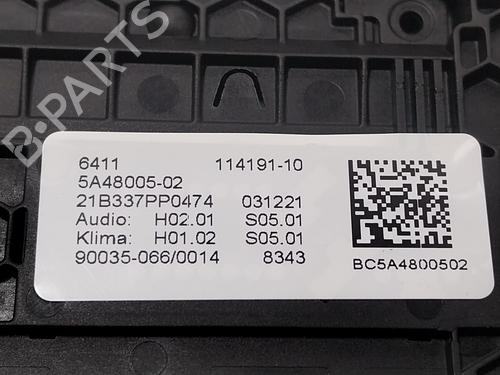 B-PARTS
6411 114191-10
5A48005-02
21B337PP0474 031221
Audio: H02.01 S05.01
Klima: H01.02 S05.01
90035-066/0014 8343
BC5A4800502